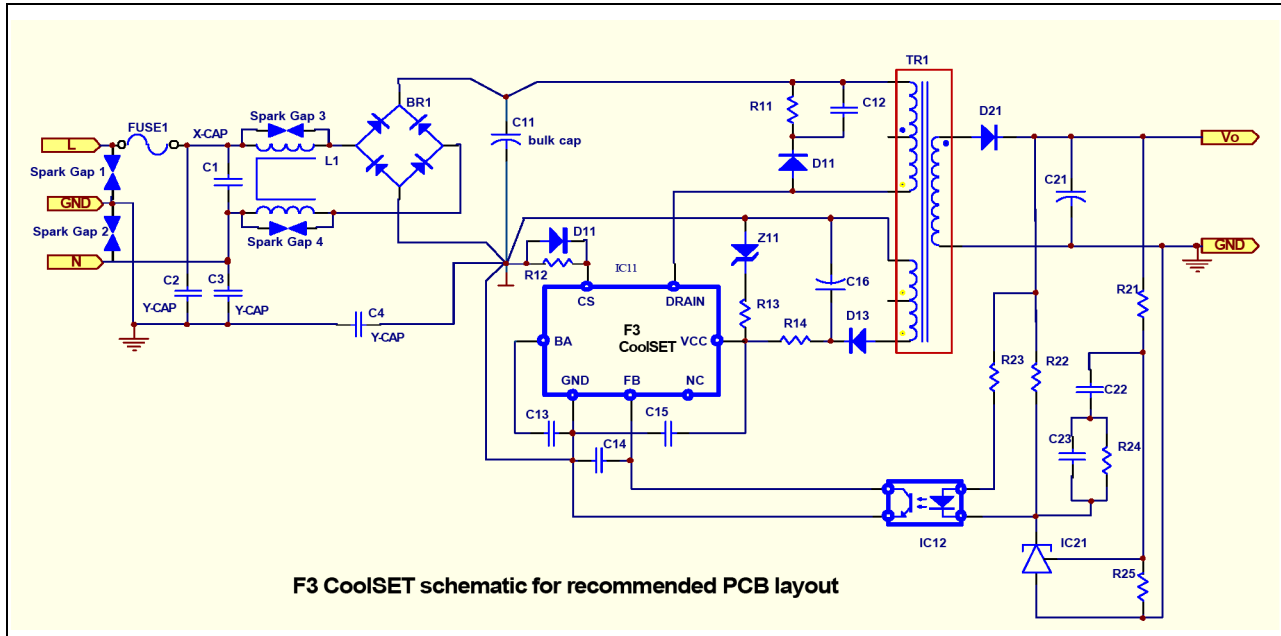 TR1
BR1
D21
FUSE1
X-CAP
Spark Gap 3
C11
bulk cap
R11
C12
L
Vo
C1
L1
D11
Spark Gap 1
C21
GND
Spark Gap 2
Spark Gap 4
D11
Z11
GND
N
R12
IC11
C2
C3
C16
R21
Y-CAP
Y-CAP
CS
DRAIN
R13
C4
Y-CAP
F3
CoolSET
R14
D13
BA
VCC
R23
R22
GND
FB
NC
C22
C13
C15
C14
C23
R24
IC12
IC21
R25
F3 CoolSET schematic for recommended PCB layout